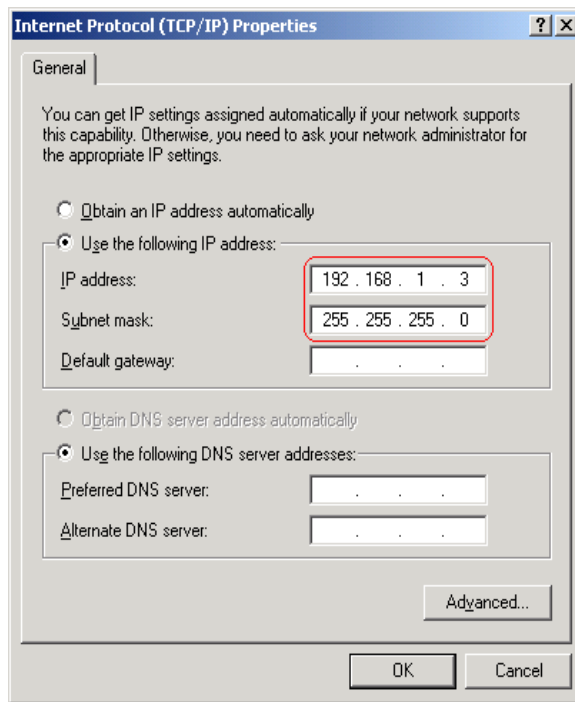 Internet Protocol (TCP/IP) Properties
General
You can get IP settings assigned automatically if your network supports
this capability. Otherwise, you need to ask your network administrator for
the appropriate IP settings.
Obtain an IP address automatically
Use the following IP address:
IP address: 192 . 168 . 1 . 3
Subnet mask: 255 . 255 . 255 . 0
Default gateway: . . .
Obtain DNS server address automatically
Use the following DNS server addresses:
Preferred DNS server: . . .
Alternate DNS server: . . .
Advanced...
OK Cancel